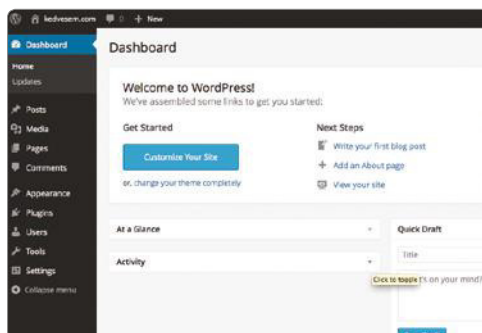 kedvesem.com 0 + New
Dashboard
Home
Updates
Posts
Media
Pages
Comments
Appearance
Plugins
Users
Tools
Settings
Collapse menu
Dashboard
Welcome to WordPress!
We've assembled some links to get you started:
Get Started
Customize Your Site
or, change your theme completely
Next Steps
Write your first blog post
Add an About page
View your site
At a Glance
Activity
Quick Draft
Title
Click to toggle t's on your mind?